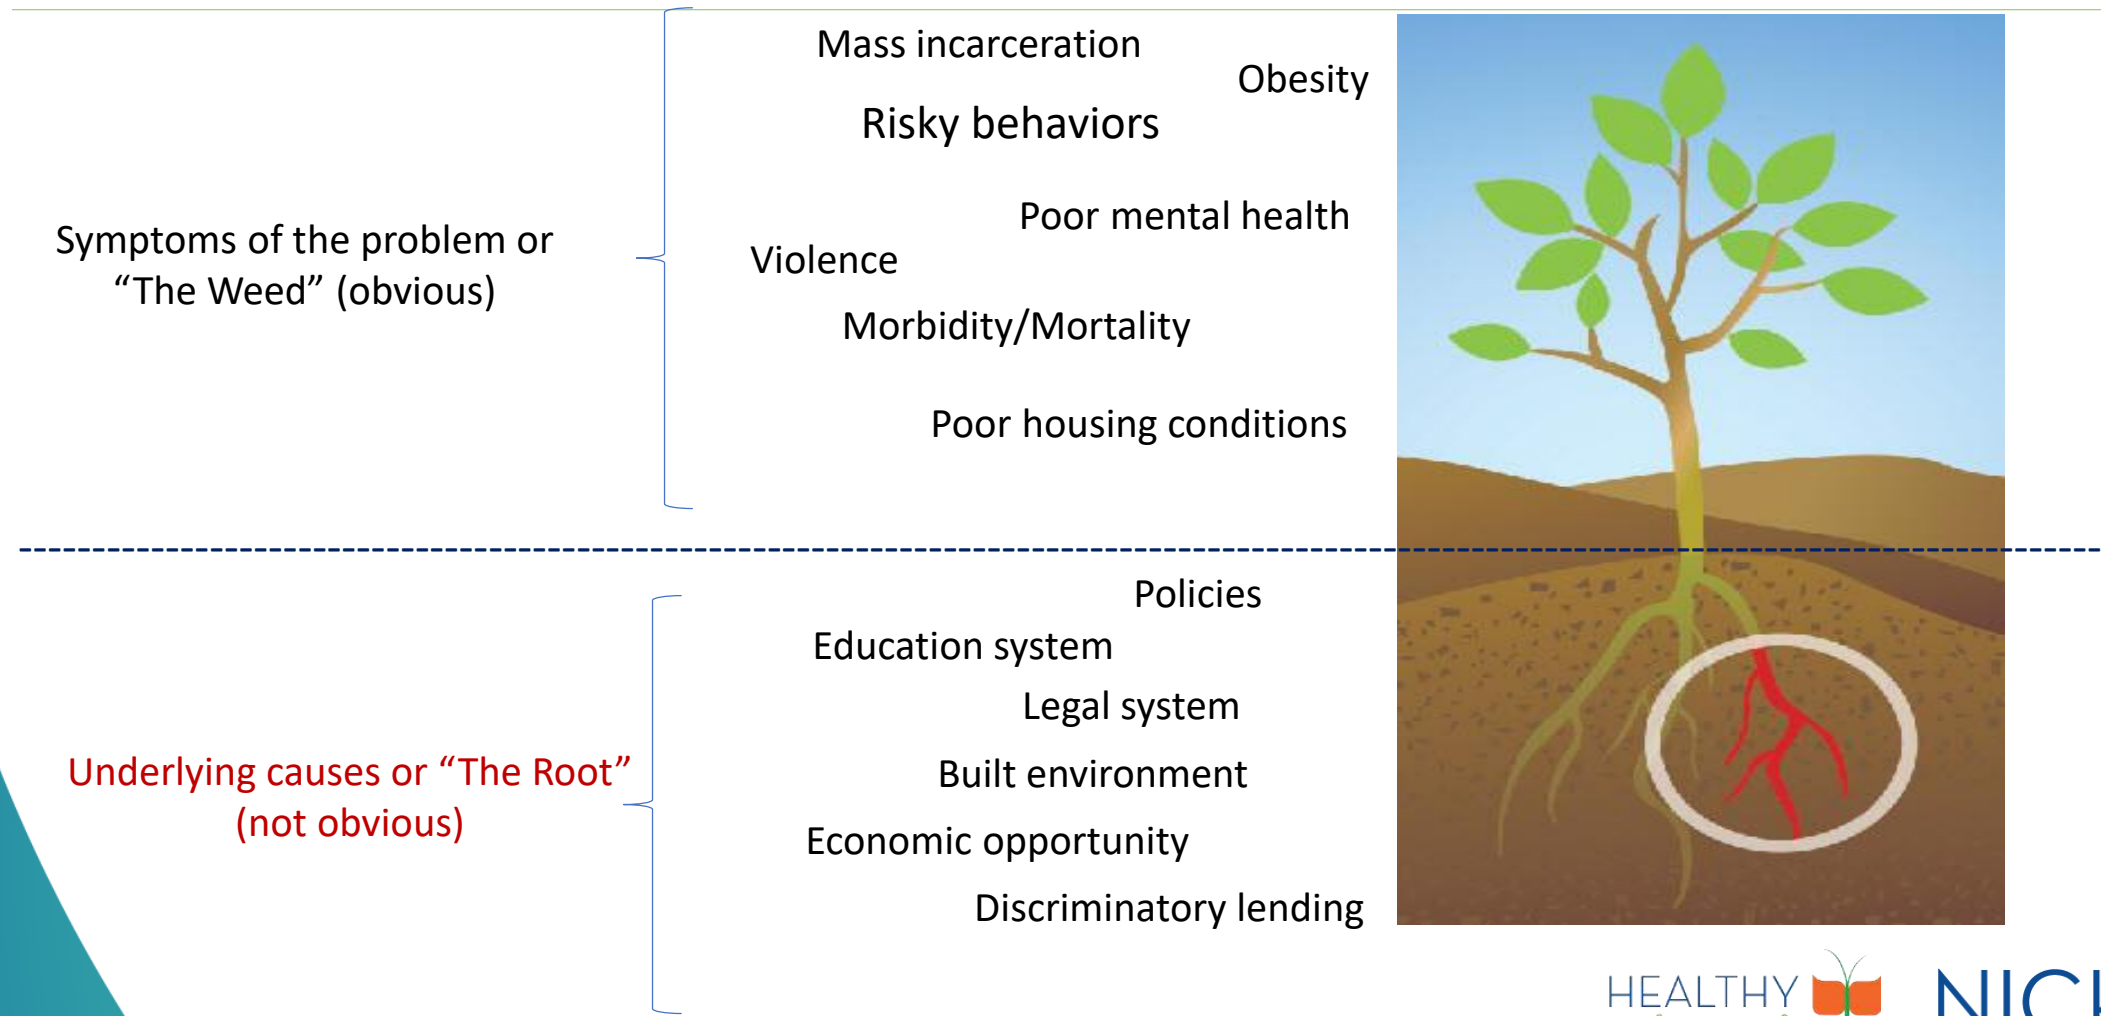 Mass incarceration
Obesity
Risky behaviors
Poor mental health
Symptoms of the problem or
“The Weed” (obvious)
Violence
Morbidity/Mortality
Poor housing conditions
Policies
Education system
Legal system
Underlying causes or “The Root”
(not obvious)
Built environment
Economic opportunity
Discriminatory lending
HEALTHY